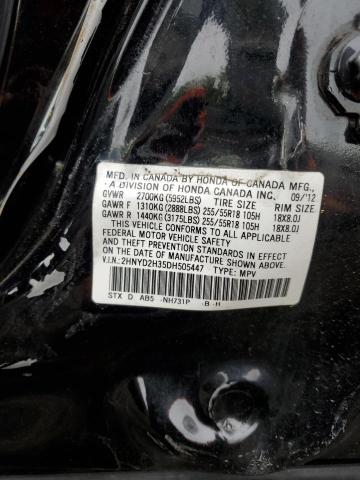 MFD. IN CANADA BY HONDA OF CANADA MFG.,
A DIVISION OF HONDA CANADA INC. 09/'12
GVWR 2700KG(5952LBS) TIRE SIZE RIM SIZE
GAWR F 1310KG(2888LBS) 255/55R18 105H 18X8.0J
GAWR R 1440KG(3175LBS) 255/55R18 105H 18X8.0J
THIS VEHICLE CONFORMS TO ALL APPLICABLE
FEDERAL MOTOR VEHICLE SAFETY AND THEFT
PREVENTION STANDARDS IN EFFECT ON THE DATE
OF MANUFACTURE SHOWN ABOVE.
V.I.N.:2HNYD2H35DH505447 TYPE: MPV
STX D AB5 -NH731P -B -H